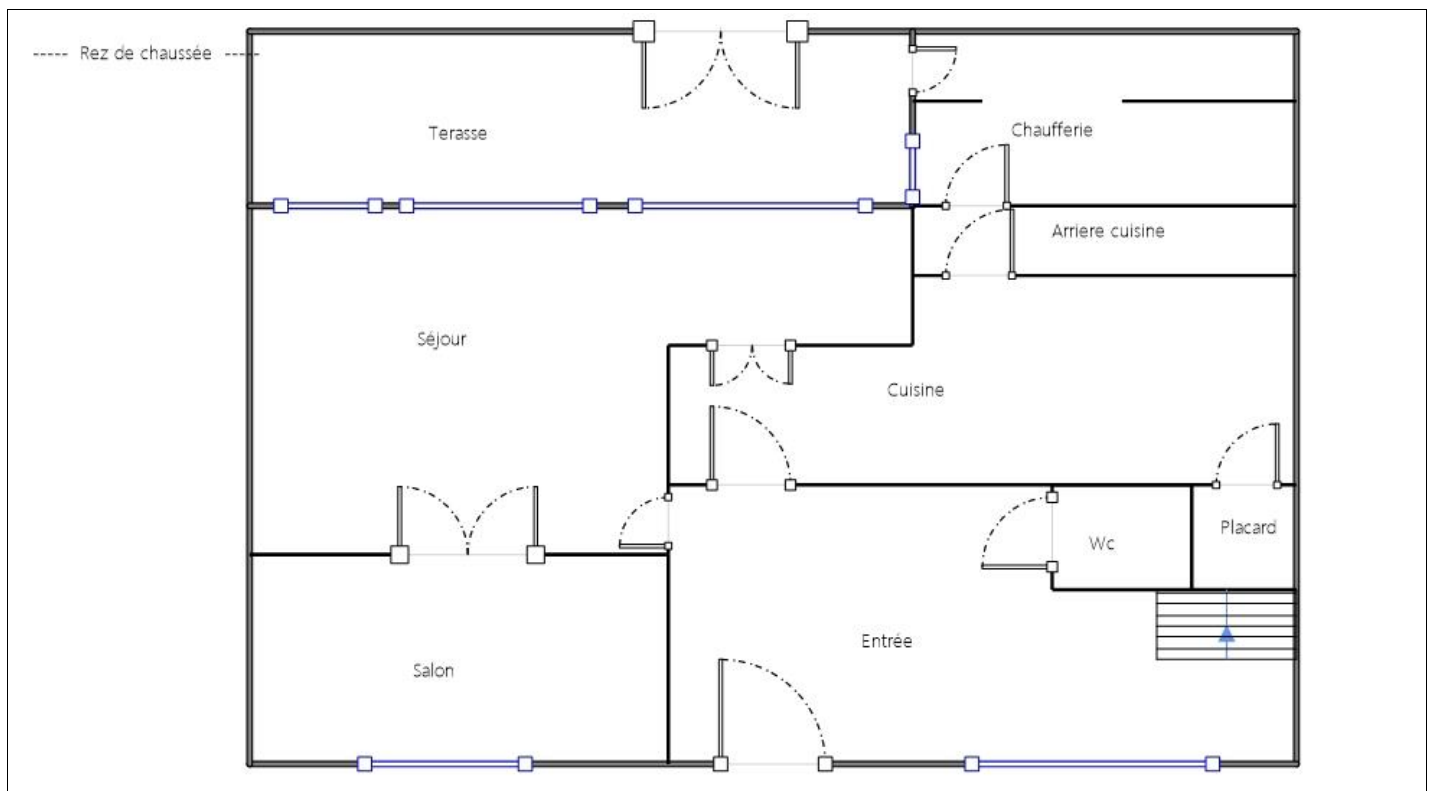 ----- Rez de chaussée -----
Terasse
Chaufferie
Arriere cuisine
Séjour
Cuisine
Wc
Placard
Entrée
Salon